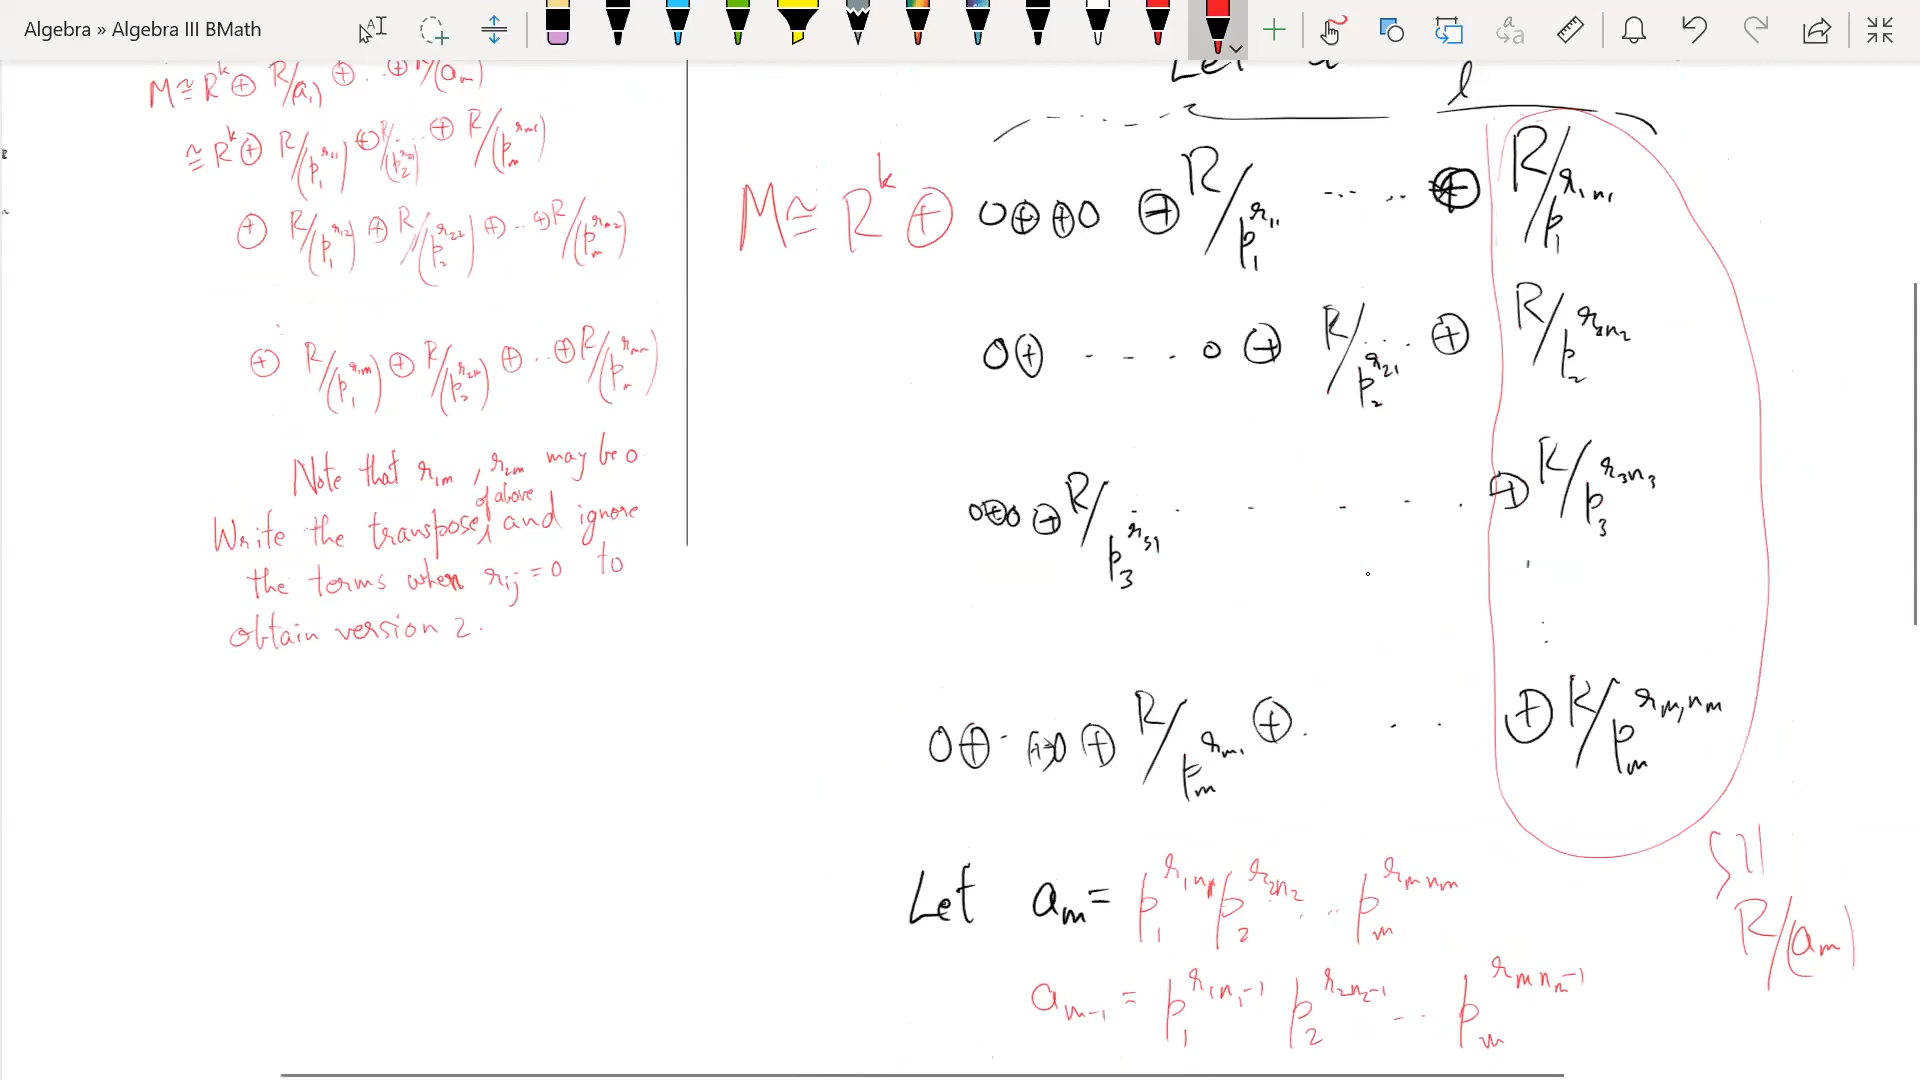 Algebra » Algebra III BMath
M ≅ R^k ⊕ R/(a_1) ⊕ .. ⊕ R/(a_m)
≅ R^k ⊕ R/(p_1^{r_11}) ⊕ R/(p_2^{r_21}) ... ⊕ R/(p_m^{r_m1})
⊕ R/(p_1^{r_12}) ⊕ R/(p_2^{r_22}) ⊕ .. ⊕ R/(p_m^{r_m2})
⊕ R/(p_1^{r_1m}) ⊕ R/(p_2^{r_2m}) ⊕ .. ⊕ R/(p_m^{r_mm})
Note that r_1m, r_2m may be 0.
Write the transpose of above and ignore
the terms when r_ij = 0 to
obtain version 2.
Let
l
M ≅ R^k ⊕ 0 ⊕ ⊕ 0 ⊕ R/p_1^{r_11} .... .. ⊕ R/p_1^{r_1n_1}
0 ⊕ - - - . 0 ⊕ R/p_2^{r_21} ... ⊕ R/p_2^{r_2n_2}
0 ⊕ 0 ⊕ R/p_3^{r_31} . . . . . . ⊕ R/p_3^{r_3n_3}
0 ⊕ - ⊕ 0 ⊕ R/p_m^{r_m1} ⊕ . . . ⊕ R/p_m^{r_m,n_m}
Let a_m = p_1^{r_1n_1} p_2^{r_2n_2} ... p_m^{r_mn_m}
R/(a_m)
a_{m-1} = p_1^{r_1n_1-1} p_2^{r_2n_2-1} ... p_m^{r_mn_m-1}